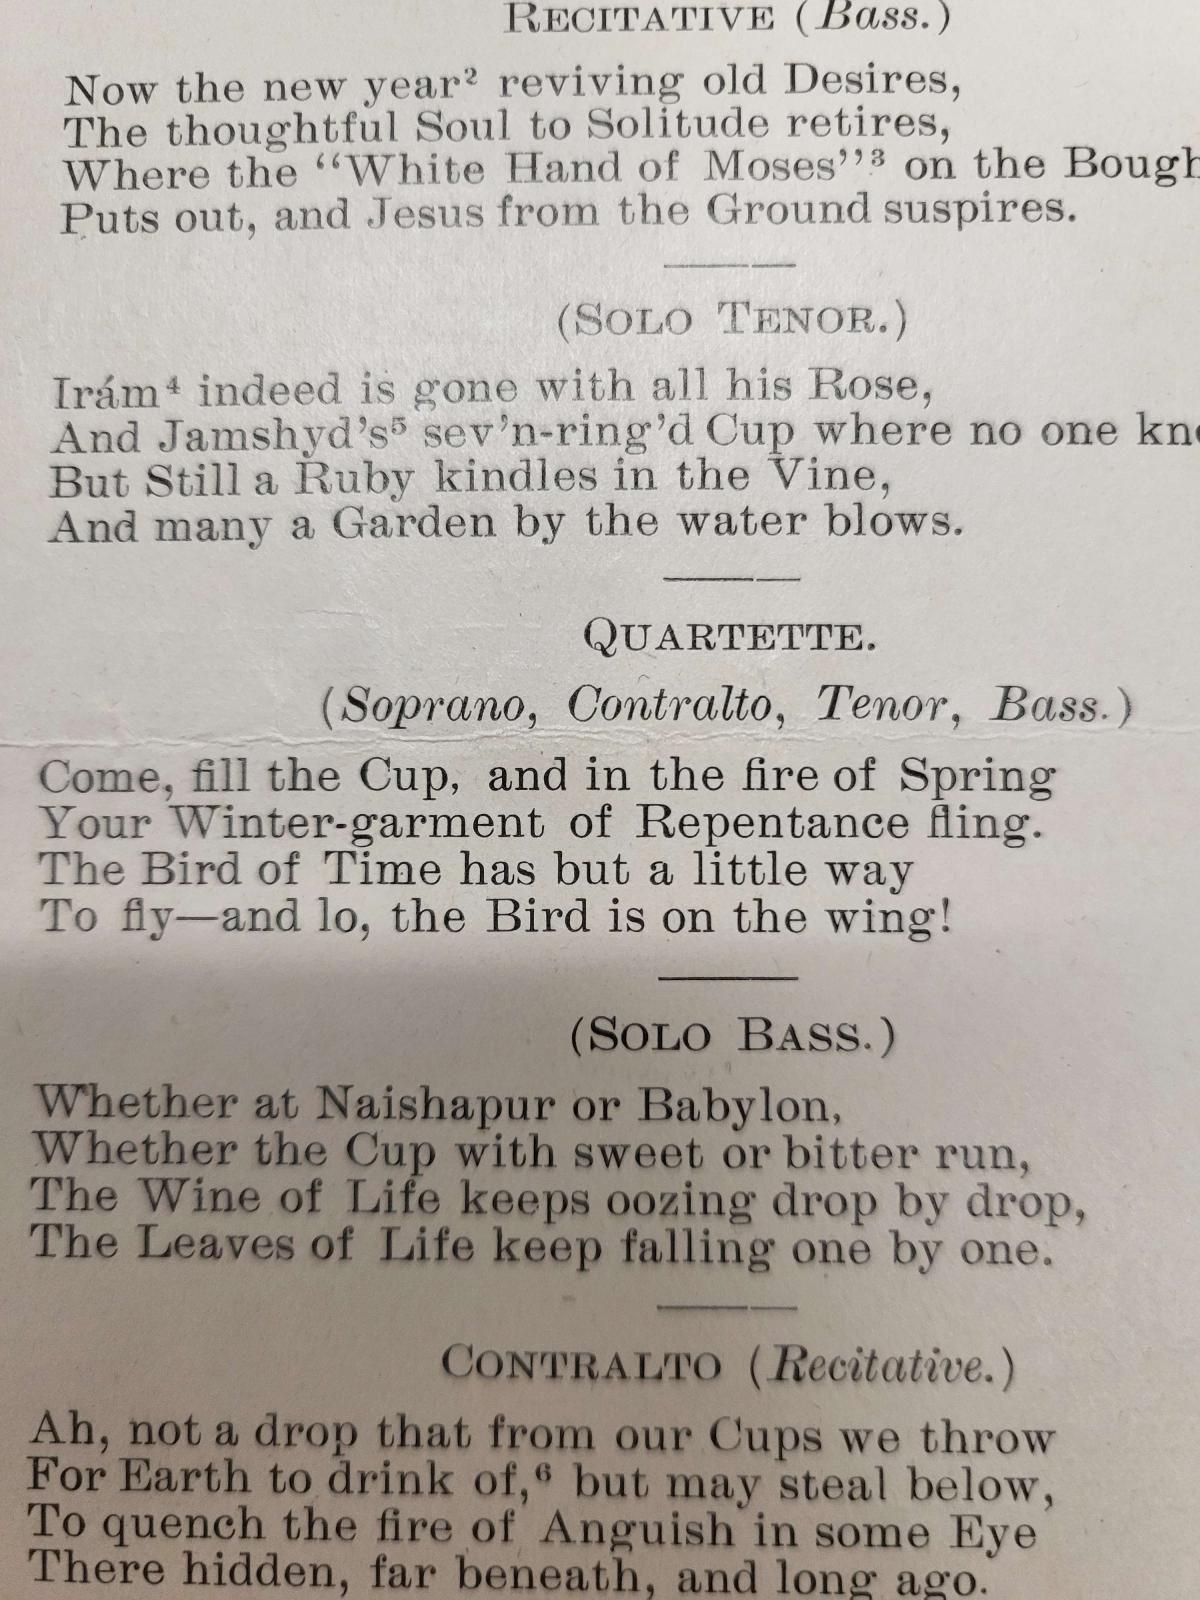 RECITATIVE (Bass.)
Now the new year² reviving old Desires,
The thoughtful Soul to Solitude retires,
Where the “White Hand of Moses”³ on the Bough
Puts out, and Jesus from the Ground suspires.
(SOLO TENOR.)
Irám⁴ indeed is gone with all his Rose,
And Jamshyd’s⁵ sev’n-ring’d Cup where no one
But Still a Ruby kindles in the Vine,
And many a Garden by the water blows.
QUARTETTE.
(Soprano, Contralto, Tenor, Bass.)
Come, fill the Cup, and in the fire of Spring
Your Winter-garment of Repentance fling.
The Bird of Time has but a little way
To fly—and lo, the Bird is on the wing!
(SOLO BASS.)
Whether at Naishapur or Babylon,
Whether the Cup with sweet or bitter run,
The Wine of Life keeps oozing drop by drop,
The Leaves of Life keep falling one by one.
CONTRALTO (Recitative.)
Ah, not a drop that from our Cups we throw
For Earth to drink of,⁶ but may steal below,
To quench the fire of Anguish in some Eye
There hidden, far beneath, and long ago.